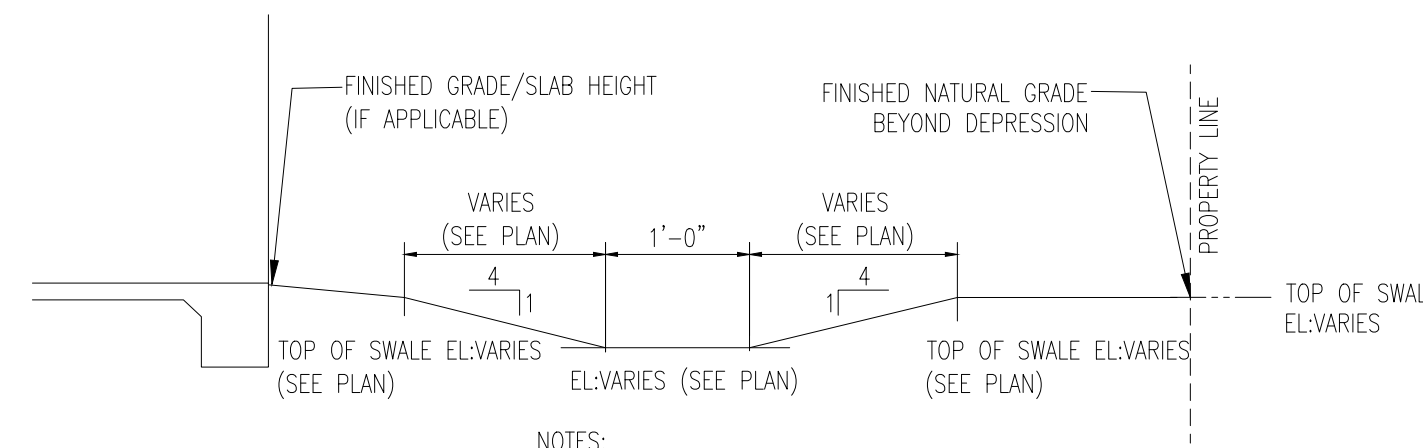 FINISHED GRADE/SLAB HEIGHT
(IF APPLICABLE)
FINISHED NATURAL GRADE
BEYOND DEPRESSION
PROPERTY LINE
VARIES
(SEE PLAN)
1'-0"
VARIES
(SEE PLAN)
4
1
4
1
TOP OF SWAL
EL:VARIES
TOP OF SWALE EL:VARIES
(SEE PLAN)
EL:VARIES (SEE PLAN)
TOP OF SWALE EL:VARIES
(SEE PLAN)
NOTES: